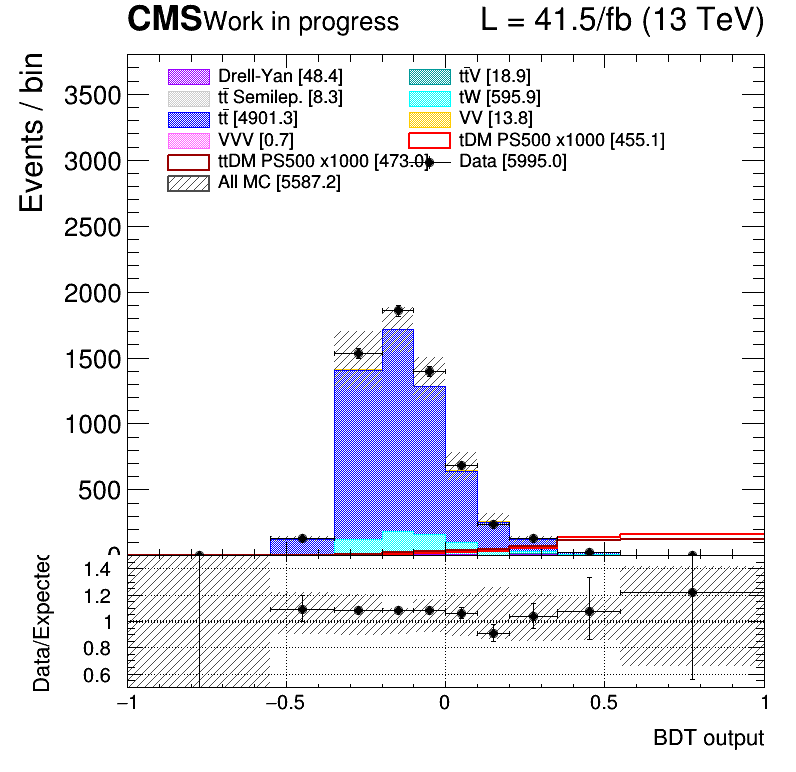 CMS Work in progress L = 41.5/fb (13 TeV)
Events / bin
3500
3000
2500
2000
1500
1000
500
0
Drell-Yan [48.4]
tt̄ Semilep. [8.3]
tt̄ [4901.3]
VVV [0.7]
ttDM PS500 x1000 [473.0]
All MC [5587.2]
tt̄V [18.9]
tW [595.9]
VV [13.8]
tDM PS500 x1000 [455.1]
Data [5995.0]
Data/Expected
1.4
1.2
1
0.8
0.6
−1 −0.5 0 0.5 1
BDT output